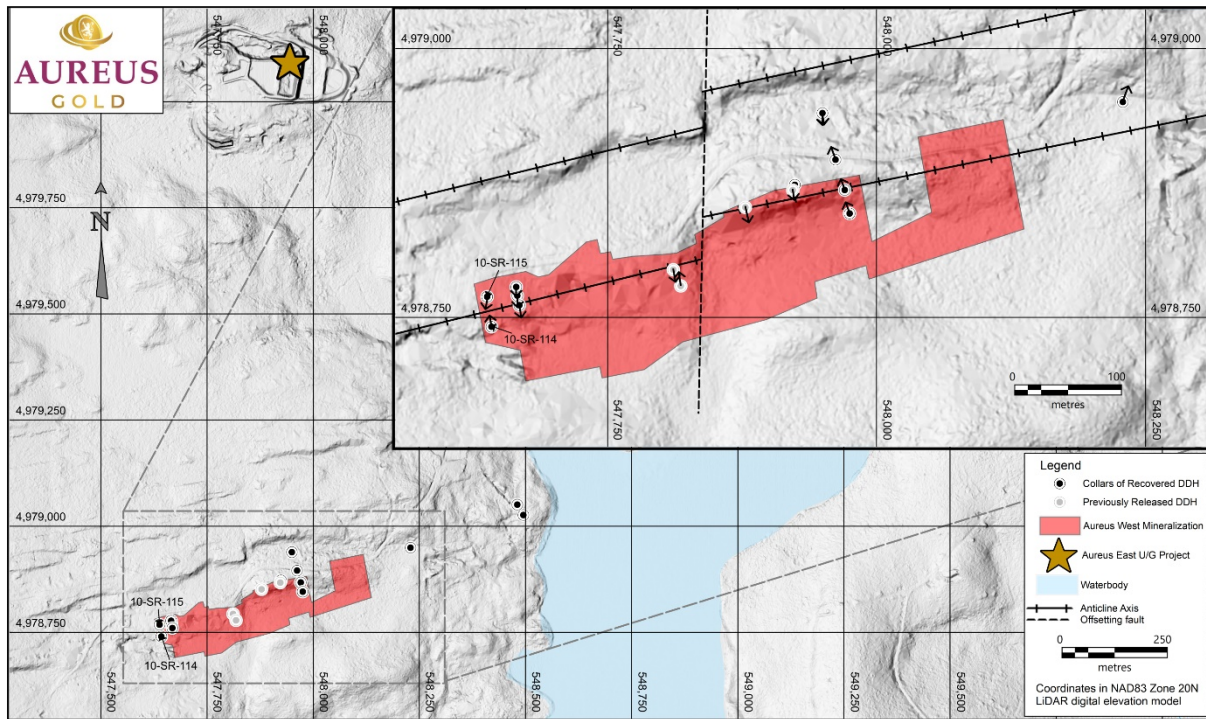 AUREUS
GOLD
547,750
548,000
4,979,750
N
4,979,500
4,979,250
4,979,000
4,978,750
10-SR-115
10-SR-114
547,500
547,750
548,000
548,250
548,500
548,750
549,000
549,250
549,500
547,750
548,000
4,979,000
4,979,000
10-SR-115
4,978,750
4,978,750
10-SR-114
0 100
metres
547,750
548,000
548,250
Legend
Collars of Recovered DDH
Previously Released DDH
Aureus West Mineralization
Aureus East U/G Project
Waterbody
Anticline Axis
Offsetting fault
0 250
metres
Coordinates in NAD83 Zone 20N
LiDAR digital elevation model